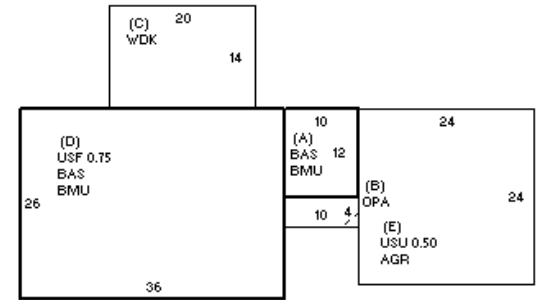 (C) 20
WDK
14
(D)
USF 0.75
BAS
BMU
26
36
10
(A)
BAS 12
BMU
10 4
(B)
OPA
24
24
(E)
USU 0.50
AGR